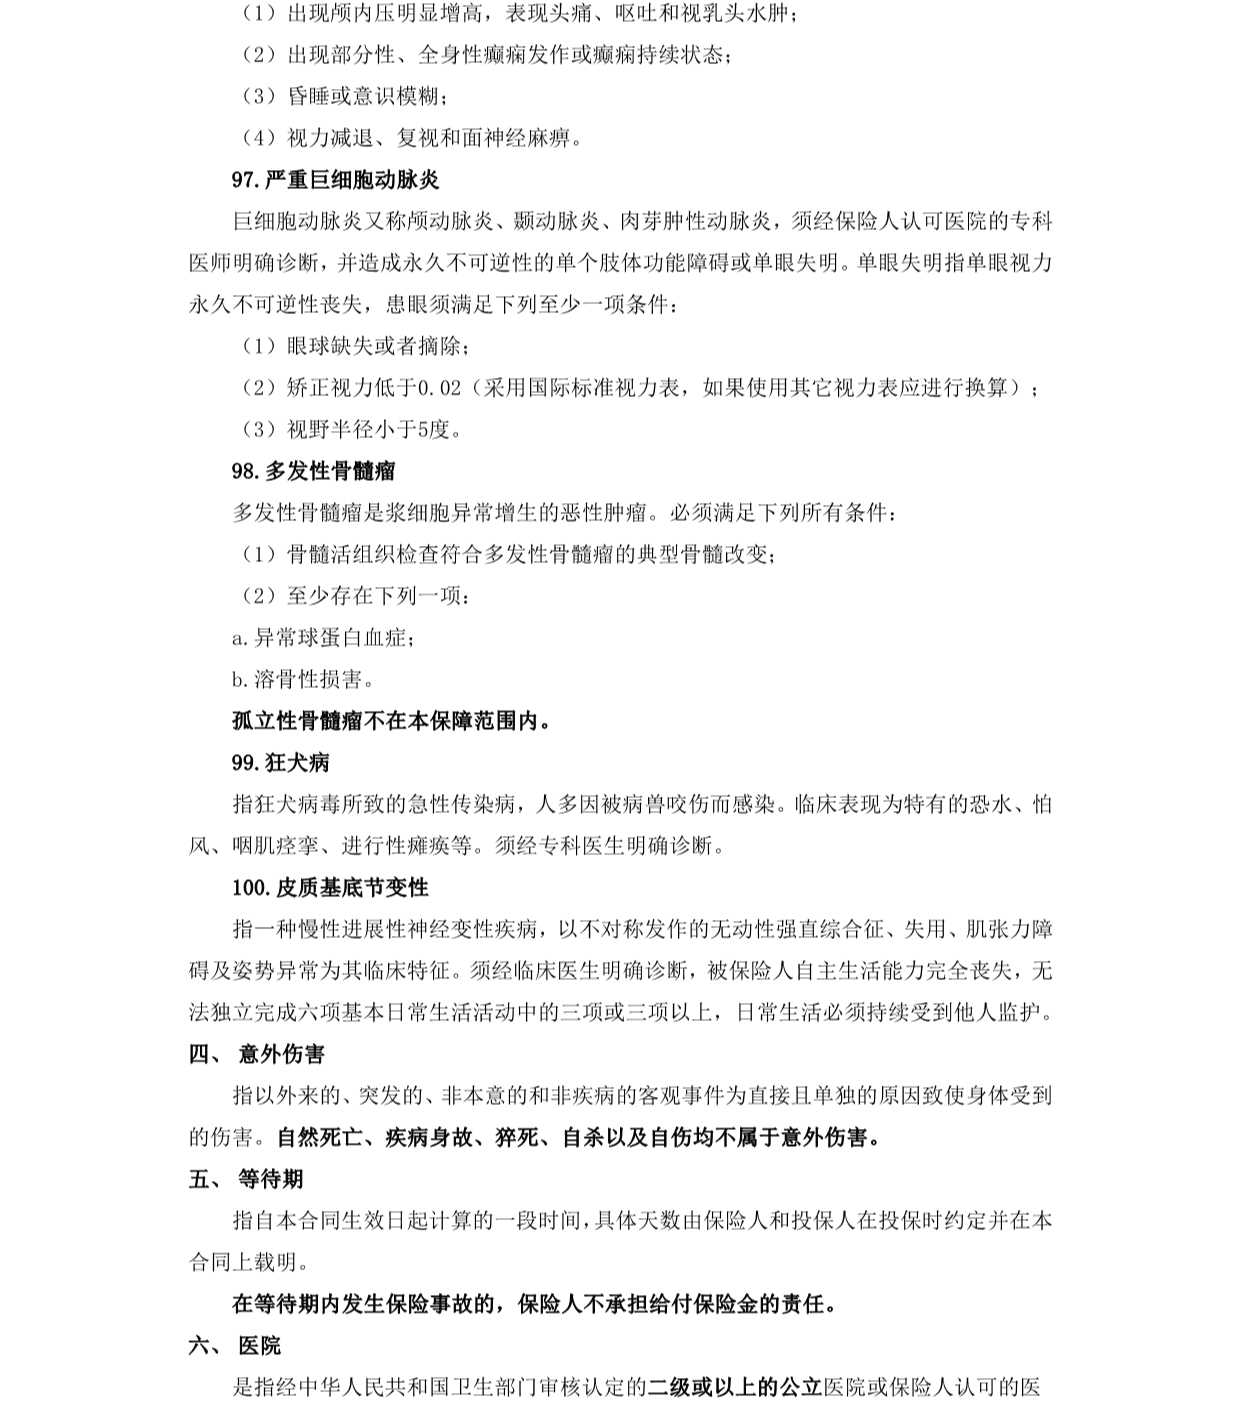 （1）出现颅内压明显增高，表现头痛、呕吐和视乳头水肿；
（2）出现部分性、全身性癫痫发作或癫痫持续状态；
（3）昏睡或意识模糊；
（4）视力减退、复视和面神经麻痹。
97.严重巨细胞动脉炎
巨细胞动脉炎又称颅动脉炎、颞动脉炎、肉芽肿性动脉炎，须经保险人认可医院的专科
医师明确诊断，并造成永久不可逆性的单个肢体功能障碍或单眼失明。单眼失明指单眼视力
永久不可逆性丧失，患眼须满足下列至少一项条件：
（1）眼球缺失或者摘除；
（2）矫正视力低于0.02（采用国际标准视力表，如果使用其它视力表应进行换算）；
（3）视野半径小于5度。
98.多发性骨髓瘤
多发性骨髓瘤是浆细胞异常增生的恶性肿瘤。必须满足下列所有条件：
（1）骨髓活组织检查符合多发性骨髓瘤的典型骨髓改变；
（2）至少存在下列一项：
a.异常球蛋白血症；
b.溶骨性损害。
孤立性骨髓瘤不在本保障范围内。
99.狂犬病
指狂犬病毒所致的急性传染病，人多因被病兽咬伤而感染。临床表现为特有的恐水、怕
风、咽肌痉挛、进行性瘫痪等。须经专科医生明确诊断。
100.皮质基底节变性
指一种慢性进展性神经变性疾病，以不对称发作的无动性强直综合征、失用、肌张力障
碍及姿势异常为其临床特征。须经临床医生明确诊断，被保险人自主生活能力完全丧失，无
法独立完成六项基本日常生活活动中的三项或三项以上，日常生活必须持续受到他人监护。
四、 意外伤害
指以外来的、突发的、非本意的和非疾病的客观事件为直接且单独的原因致使身体受到
的伤害。自然死亡、疾病身故、猝死、自杀以及自伤均不属于意外伤害。
五、 等待期
指自本合同生效日起计算的一段时间，具体天数由保险人和投保人在投保时约定并在本
合同上载明。
在等待期内发生保险事故的，保险人不承担给付保险金的责任。
六、 医院
是指经中华人民共和国卫生部门审核认定的二级或以上的公立医院或保险人认可的医